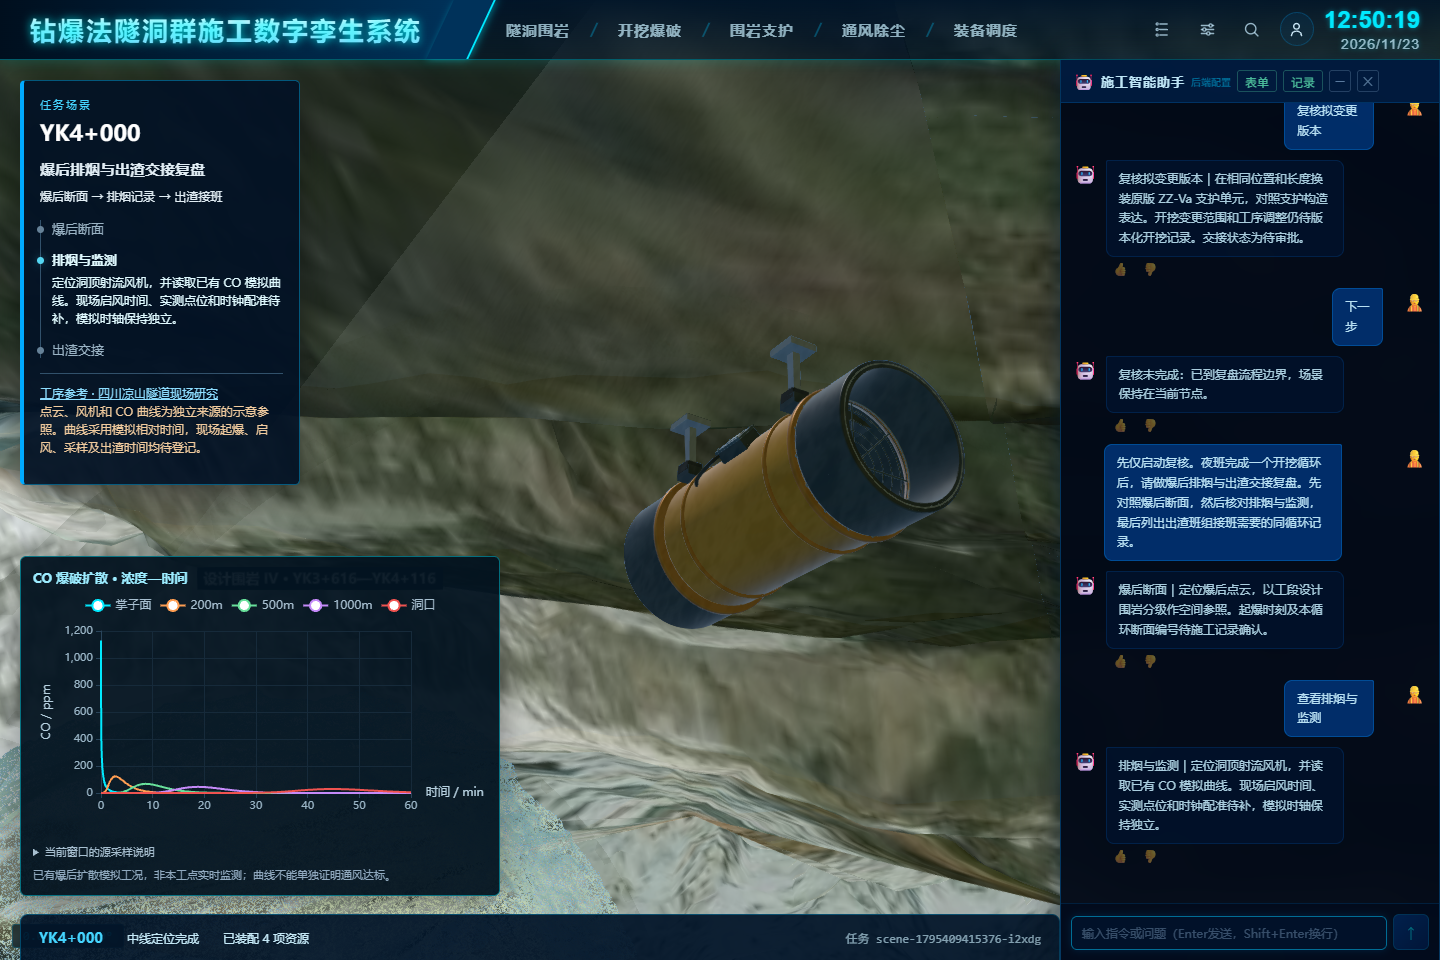 钻爆法隧洞群施工数字孪生系统
隧洞围岩 / 开挖爆破 / 围岩支护 / 通风除尘 / 装备调度
12:50:19
2026/11/23
任务场景
YK4+000
爆后排烟与出渣交接复盘
爆后断面 → 排烟记录 → 出渣接班
爆后断面
排烟与监测
定位洞顶射流风机，并读取已有 CO 模拟曲
线。现场启风时间、实测点位和时钟配准待
补，模拟时轴保持独立。
出渣交接
工序参考 · 四川凉山隧道现场研究
点云、风机和 CO 曲线为独立来源的示意参
照。曲线采用模拟相对时间，现场起爆、启
风、采样及出渣时间均待登记。
CO 爆破扩散 • 浓度—时间
设计围岩 IV • YK3+616—YK4+116
掌子面 200m 500m 1000m 洞口
1,200
1,000
800
600
400
200
0
CO / ppm
0 10 20 30 40 50 60
时间 / min
▶ 当前窗口的源采样说明
已有爆后扩散模拟工况，非本工点实时监测；曲线不能单独证明通风达标。
YK4+000 中线定位完成 已装配 4 项资源
任务 scene-1795409415376-i2xdg
施工智能助手 后端配置 表单 记录
复核拟变更
版本
复核拟变更版本 | 在相同位置和长度换
装原版 ZZ-Va 支护单元，对照支护构造
表达。开挖变更范围和工序调整仍待版
本化开挖记录。交接状态为待审批。
下一
步
复核未完成：已到复盘流程边界，场景
保持在当前节点。
先仅启动复核。夜班完成一个开挖循环
后，请做爆后排烟与出渣交接复盘。先
对照爆后断面，然后核对排烟与监测，
最后列出出渣班组接班需要的同循环记
录。
爆后断面 | 定位爆后点云，以工段设计
围岩分级作空间参照。起爆时刻及本循
环断面编号待施工记录确认。
查看排烟与
监测
排烟与监测 | 定位洞顶射流风机，并读
取已有 CO 模拟曲线。现场启风时间、
实测点位和时钟配准待补，模拟时轴保
持独立。
输入指令或问题（Enter发送，Shift+Enter换行）